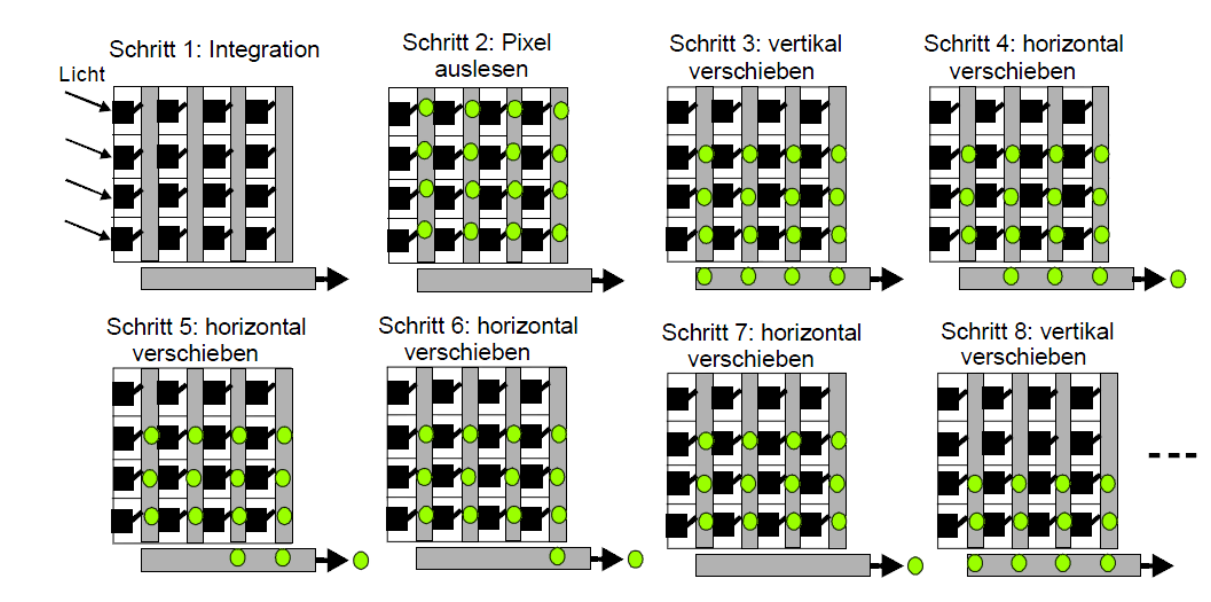 Schritt 1: Integration
Licht
Schritt 2: Pixel
auslesen
Schritt 3: vertikal
verschieben
Schritt 4: horizontal
verschieben
Schritt 5: horizontal
verschieben
Schritt 6: horizontal
verschieben
Schritt 7: horizontal
verschieben
Schritt 8: vertikal
verschieben